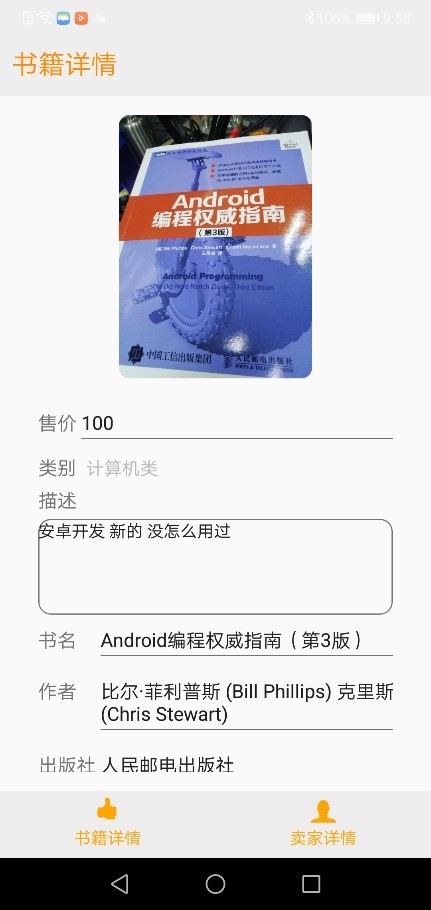 100% 9:58
书籍详情
Android
编程权威指南
(第3版)
Android Programming
The Big Nerd Ranch Guide, Third Edition
中国工信出版集团
人民邮电出版社
POSTS & TELECOM PRESS
售价 100
类别 计算机类
描述
安卓开发 新的 没怎么用过
书名 Android编程权威指南（第3版）
作者 比尔·菲利普斯 (Bill Phillips) 克里斯
(Chris Stewart)
出版社 人民邮电出版社
书籍详情 卖家详情